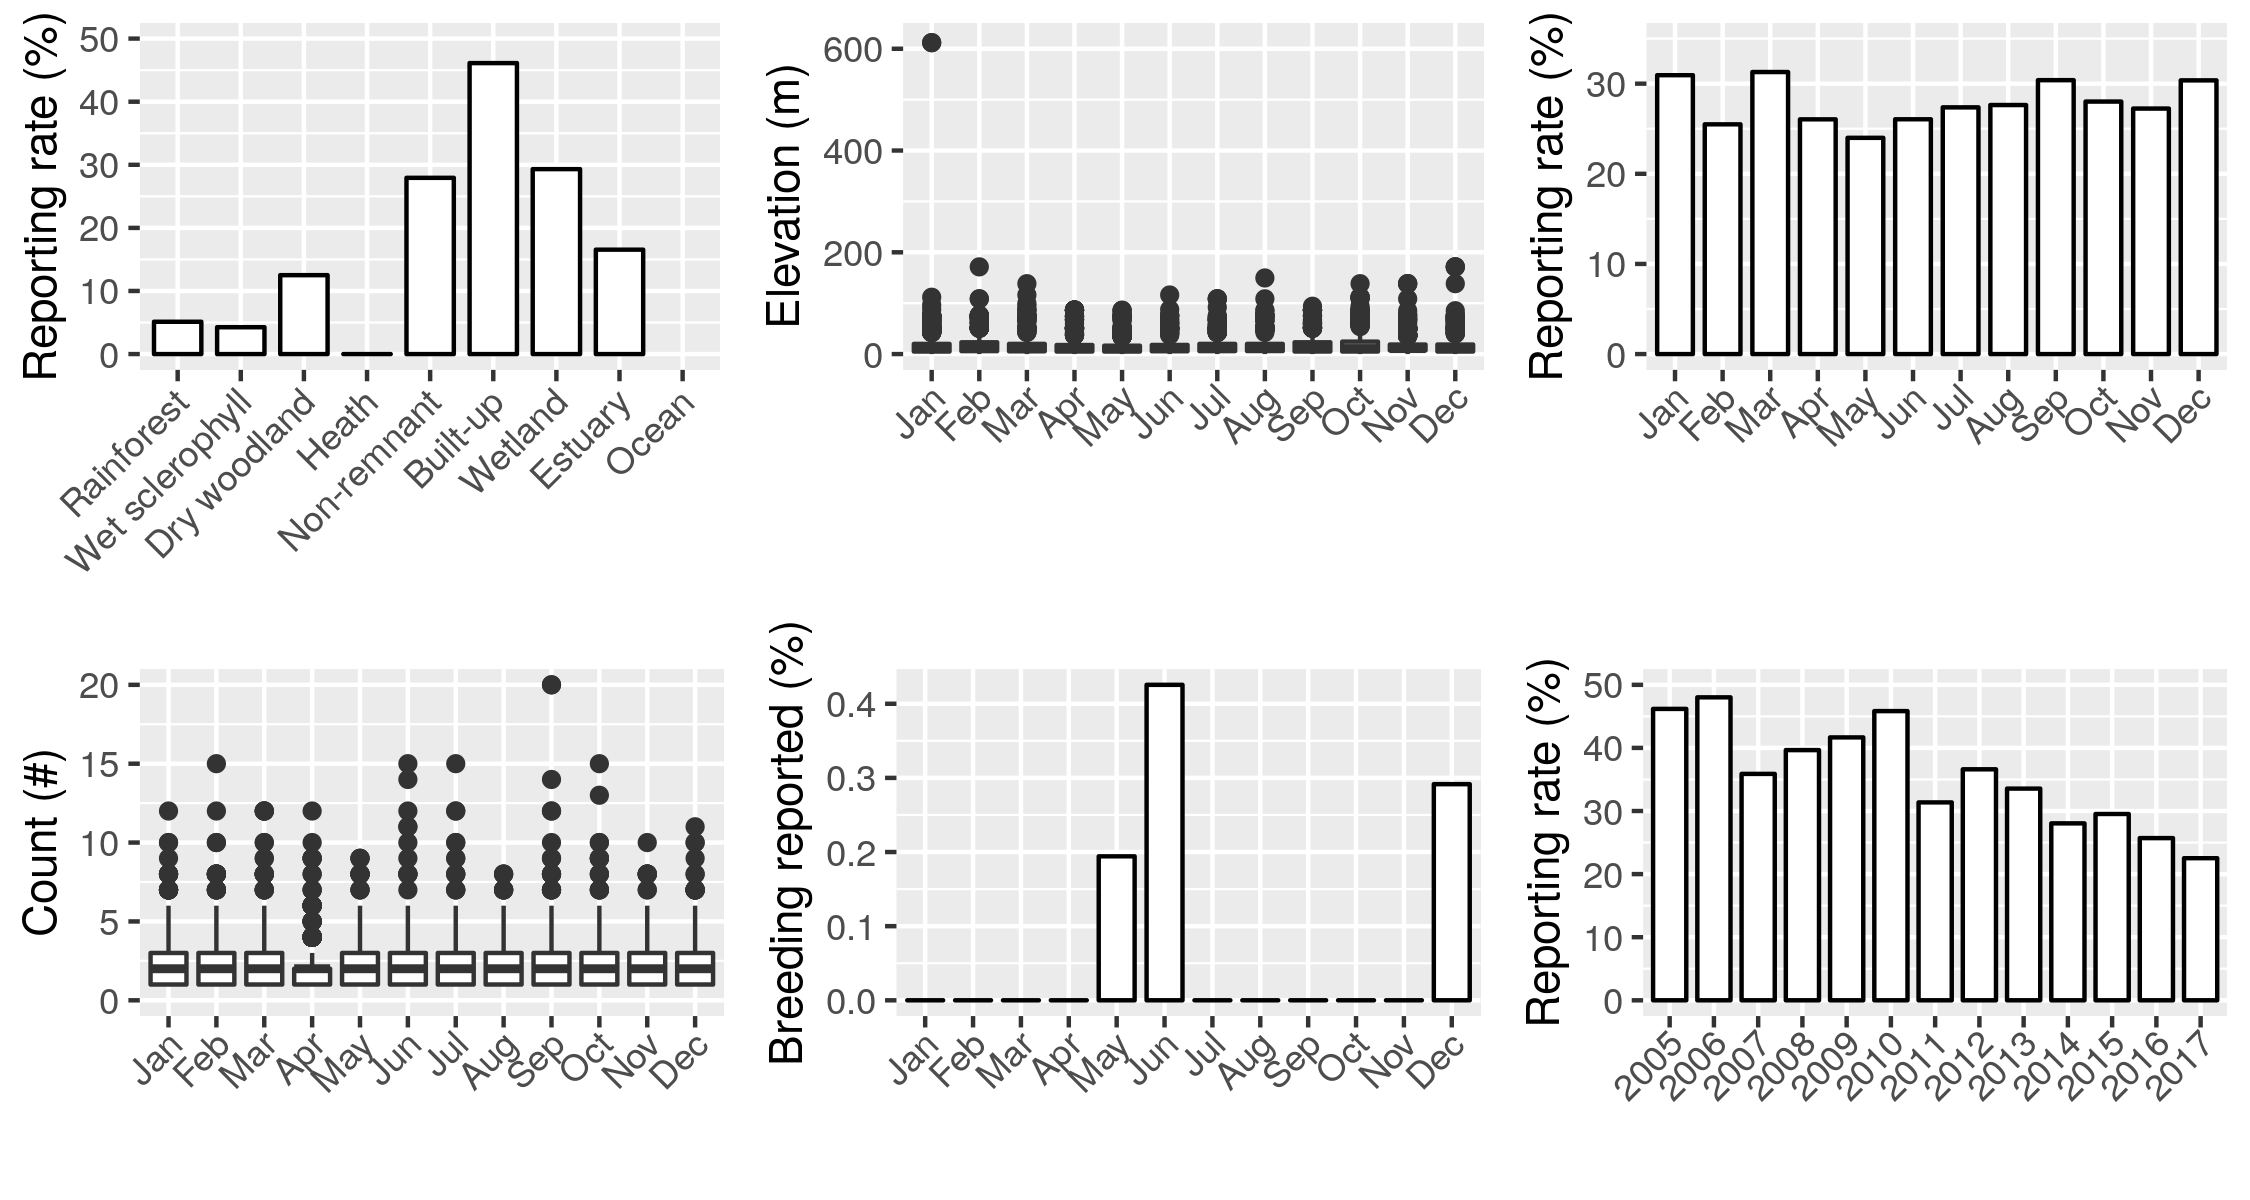 Reporting rate (%)
50
40
30
20
10
0
Rainforest
Wet sclerophyll
Dry woodland
Heath
Non-remnant
Built-up
Wetland
Estuary
Ocean
Elevation (m)
600
400
200
0
Jan
Feb
Mar
Apr
May
Jun
Jul
Aug
Sep
Oct
Nov
Dec
Reporting rate (%)
30
20
10
0
Jan
Feb
Mar
Apr
May
Jun
Jul
Aug
Sep
Oct
Nov
Dec
Count (#)
20
15
10
5
0
Jan
Feb
Mar
Apr
May
Jun
Jul
Aug
Sep
Oct
Nov
Dec
Breeding reported (%)
0.4
0.3
0.2
0.1
0.0
Jan
Feb
Mar
Apr
May
Jun
Jul
Aug
Sep
Oct
Nov
Dec
Reporting rate (%)
50
40
30
20
10
0
2005
2006
2007
2008
2009
2010
2011
2012
2013
2014
2015
2016
2017